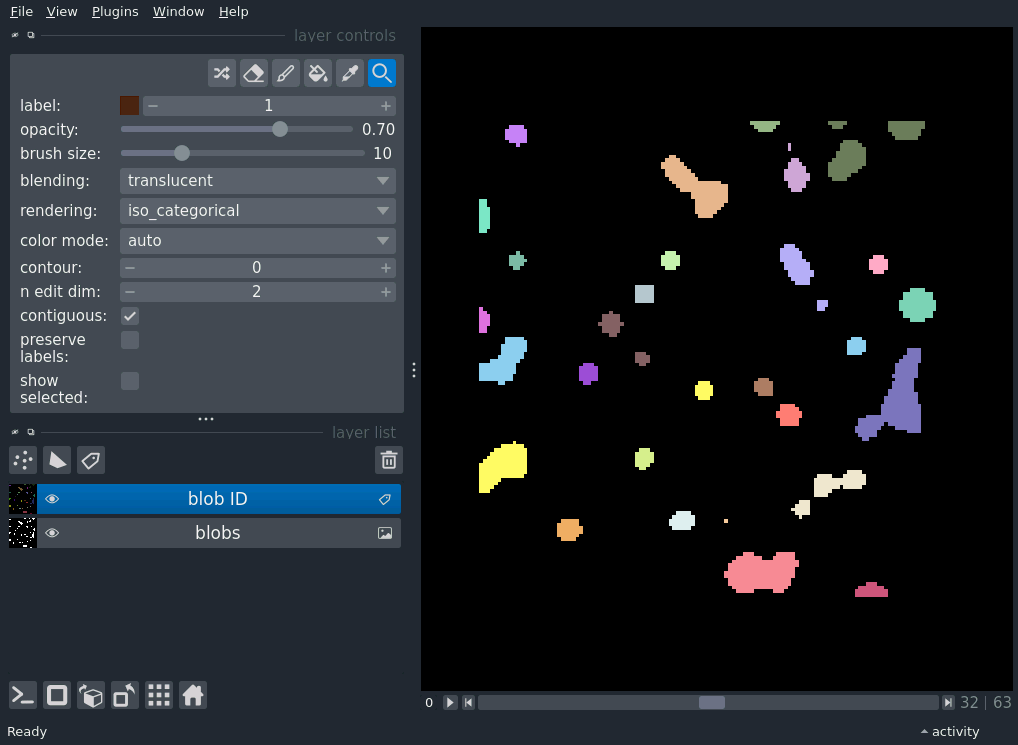 File View Plugins Window Help
layer controls
label: 1
opacity: 0.70
brush size: 10
blending: translucent
rendering: iso_categorical
color mode: auto
contour: 0
n edit dim: 2
contiguous:
preserve
labels:
show
selected:
layer list
blob ID
blobs
0 32 | 63
Ready activity